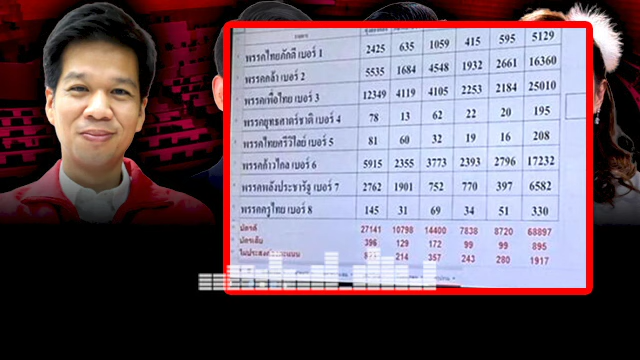 พรรคไทยภักดี เบอร์ 1 2425 635 1059 415 595 5129
พรรคกล้า เบอร์ 2 5535 1684 4548 1932 2661 16360
พรรคเพื่อไทย เบอร์ 3 12349 4119 4105 2253 2184 25010
พรรคยุทธศาสตร์ชาติ เบอร์ 4 78 13 62 22 20 195
พรรคไทยศรีวิไลย์ เบอร์ 5 81 60 32 19 16 208
พรรคก้าวไกล เบอร์ 6 5915 2355 3773 2393 2796 17232
พรรคพลังประชารัฐ เบอร์ 7 2762 1901 752 770 397 6582
พรรคครูไทย เบอร์ 8 145 31 69 34 51 330
บัตรดี 27141 10798 14400 7838 8720 68897
บัตรเสีย 396 129 172 99 99 895
214 357 243 280 1917